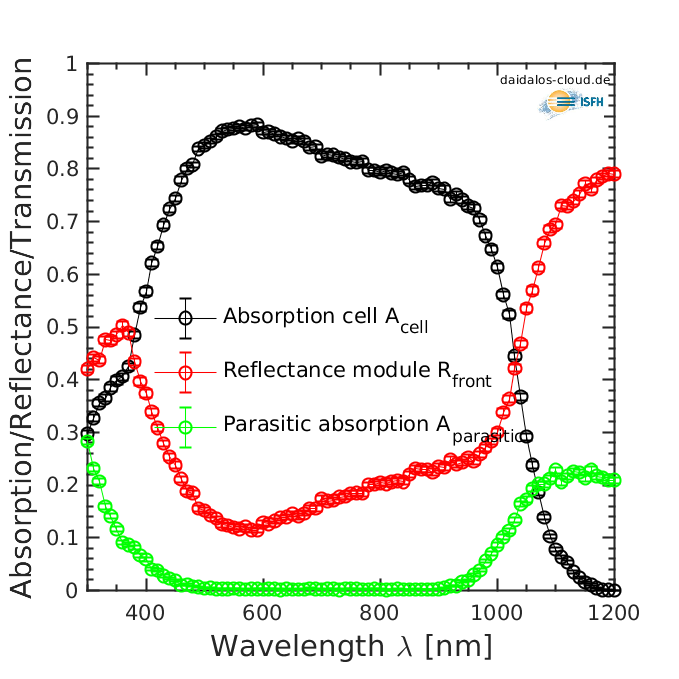 Absorption/Reflectance/Transmission
1
0.9
0.8
0.7
0.6
0.5
0.4
0.3
0.2
0.1
0
daidalos-cloud.de
ISFH
Absorption cell A_cell
Reflectance module R_front
Parasitic absorption A_parasitic
400 600 800 1000 1200
Wavelength λ [nm]